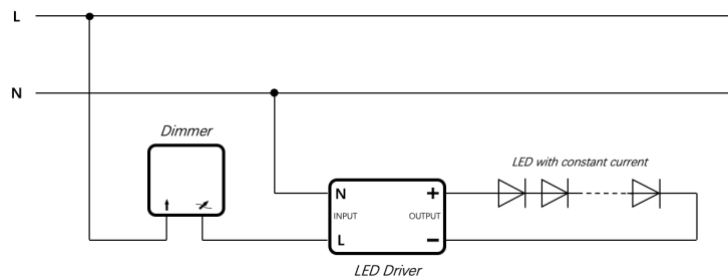 L
N
Dimmer
LED with constant current
N +
INPUT OUTPUT
L −
LED Driver